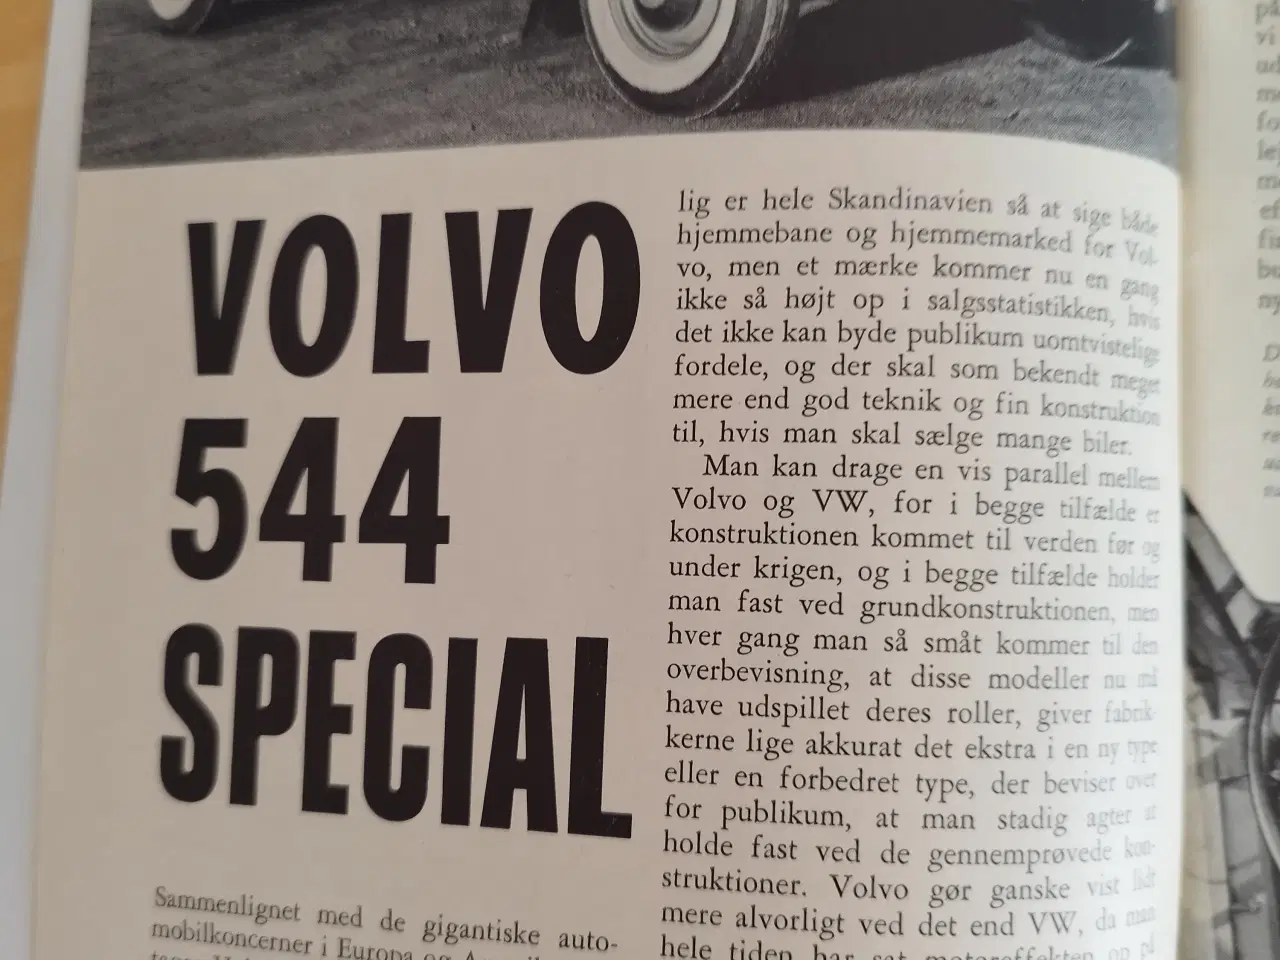 VOLVO
544
SPECIAL
Sammenlignet med de gigantiske auto-
mobilkoncerner i Europa og
lig er hele Skandinavien så at sige både
hjemmebane og hjemmemarked for Vol-
vo, men et mærke kommer nu en gang
ikke så højt op i salgsstatistikken, hvis
det ikke kan byde publikum uomtvistelige
fordele, og der skal som bekendt meget
mere end god teknik og fin konstruktion
til, hvis man skal sælge mange biler.
Man kan drage en vis parallel mellem
Volvo og VW, for i begge tilfælde er
konstruktionen kommet til verden før og
under krigen, og i begge tilfælde holder
man fast ved grundkonstruktionen, men
hver gang man så småt kommer til den
overbevisning, at disse modeller nu må
have udspillet deres roller, giver fabrik-
kerne lige akkurat det ekstra i en ny type
eller en forbedret type, der beviser over
for publikum, at man stadig agter at
holde fast ved de gennemprøvede kon-
struktioner. Volvo gør ganske vist lidt
mere alvorligt ved det end VW, da man
hele tiden har sat motoreffekten op på
på
vi